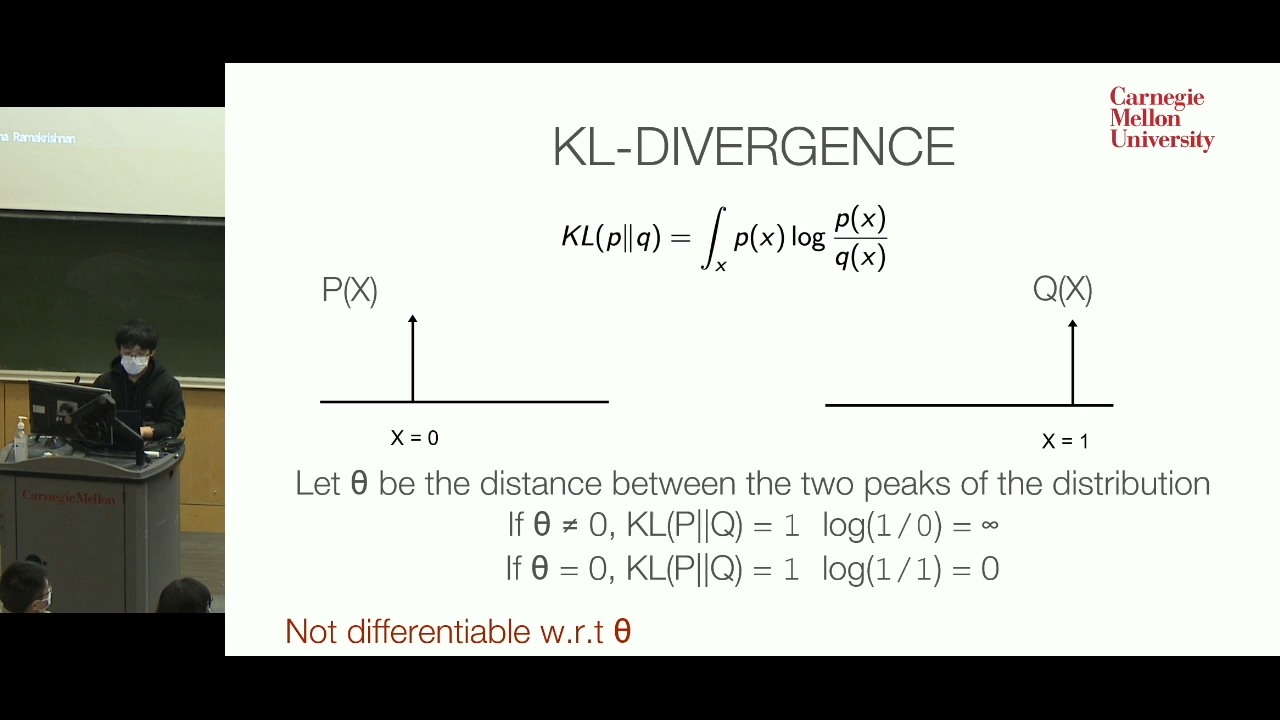 na Ramakrishnan
Carnegie
Mellon
University
KL-DIVERGENCE
KL(p‖q) = ∫ₓ p(x) log p(x)/q(x)
P(X)
Q(X)
X = 0
X = 1
Let θ be the distance between the two peaks of the distribution
If θ ≠ 0, KL(P||Q) = 1 log(1/0) = ∞
If θ = 0, KL(P||Q) = 1 log(1/1) = 0
Not differentiable w.r.t θ
Carnegie Mellon